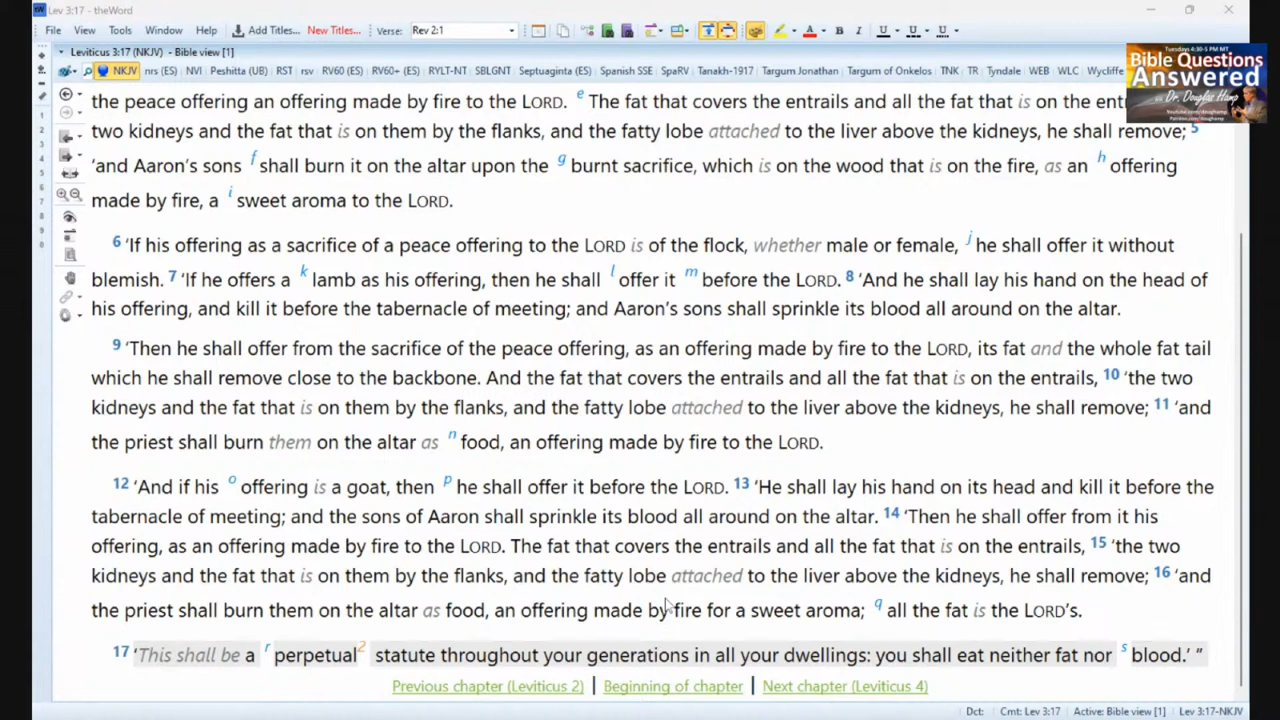 Lev 3:17 - theWord
File View Tools Window Help Add Titles... New Titles... Verse: Rev 2:1 A B I U U U
Leviticus 3:17 (NKJV) - Bible view [1]
NKJV nrs (ES) NVI Peshitta (UB) RST rsv RV60 (ES) RV60+ (ES) RYLT-NT SBLGNT Septuaginta (ES) Spanish SSE SpaRV Tanakh-1917 Targum Jonathan Targum of Onkelos TNK TR Tyndale WEB WLC Wycliffe
Tuesdays 4:30-5 PM MT
Bible Questions
Answered
with Dr. Douglas Hamp
Youtube.com/doughamp
Patreon.com/doughamp
the peace offering an offering made by fire to the LORD. e The fat that covers the entrails and all the fat that is on the
two kidneys and the fat that is on them by the flanks, and the fatty lobe attached to the liver above the kidneys, he shall remove; 5
'and Aaron's sons f shall burn it on the altar upon the g burnt sacrifice, which is on the wood that is on the fire, as an h offering
made by fire, a i sweet aroma to the LORD.
6 'If his offering as a sacrifice of a peace offering to the LORD is of the flock, whether male or female, j he shall offer it without
blemish. 7 'If he offers a k lamb as his offering, then he shall l offer it m before the LORD. 8 'And he shall lay his hand on the head of
his offering, and kill it before the tabernacle of meeting; and Aaron's sons shall sprinkle its blood all around on the altar.
9 'Then he shall offer from the sacrifice of the peace offering, as an offering made by fire to the LORD, its fat and the whole fat tail
which he shall remove close to the backbone. And the fat that covers the entrails and all the fat that is on the entrails, 10 'the two
kidneys and the fat that is on them by the flanks, and the fatty lobe attached to the liver above the kidneys, he shall remove; 11 'and
the priest shall burn them on the altar as n food, an offering made by fire to the LORD.
12 'And if his o offering is a goat, then p he shall offer it before the LORD. 13 'He shall lay his hand on its head and kill it before the
tabernacle of meeting; and the sons of Aaron shall sprinkle its blood all around on the altar. 14 'Then he shall offer from it his
offering, as an offering made by fire to the LORD. The fat that covers the entrails and all the fat that is on the entrails, 15 'the two
kidneys and the fat that is on them by the flanks, and the fatty lobe attached to the liver above the kidneys, he shall remove; 16 'and
the priest shall burn them on the altar as food, an offering made by fire for a sweet aroma; q all the fat is the LORD's.
17 'This shall be a r perpetual 2 statute throughout your generations in all your dwellings: you shall eat neither fat nor s blood.' "
Previous chapter (Leviticus 2) | Beginning of chapter | Next chapter (Leviticus 4)
Dct: Cmt: Lev 3:17 Active: Bible view [1] Lev 3:17-NKJV